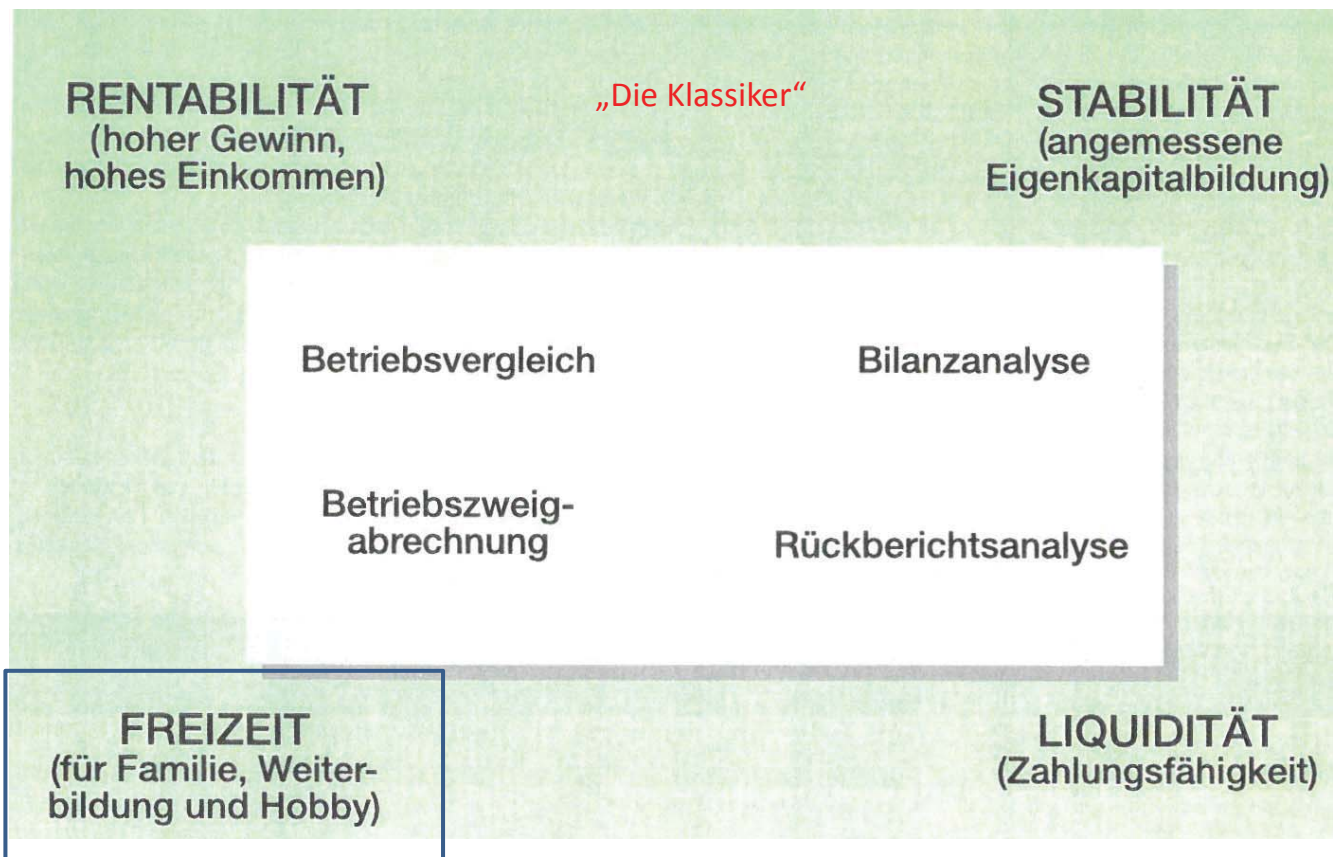 RENTABILITÄT
(hoher Gewinn,
hohes Einkommen)
„Die Klassiker“
STABILITÄT
(angemessene
Eigenkapitalbildung)
Betriebsvergleich
Bilanzanalyse
Betriebszweig-
abrechnung
Rückberichtsanalyse
FREIZEIT
(für Familie, Weiter-
bildung und Hobby)
LIQUIDITÄT
(Zahlungsfähigkeit)